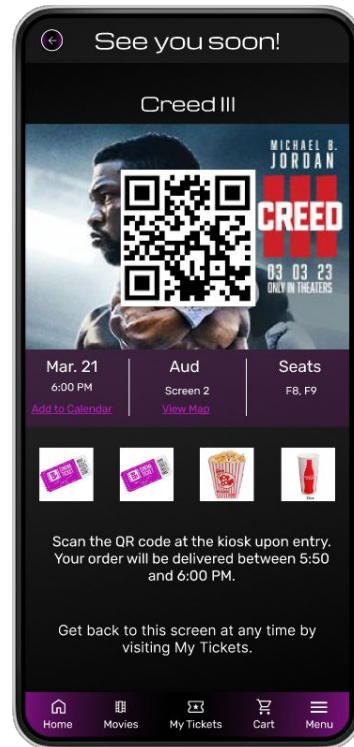 See you soon!
Creed III
MICHAEL B.
JORDAN
CREED
03 03 23
ONLY IN THEATERS
Mar. 21
Aud
Seats
6:00 PM
Screen 2
F8, F9
Add to Calendar
View Map
Scan the QR code at the kiosk upon entry.
Your order will be delivered between 5:50
and 6:00 PM.
Get back to this screen at any time by
visiting My Tickets.
Home
Movies
My Tickets
Cart
Menu